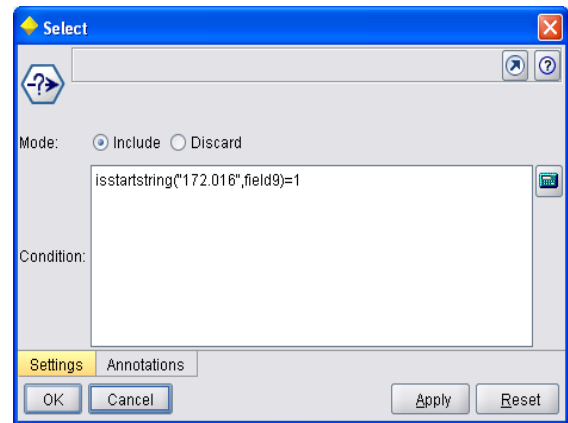 Select
Mode:
Include
Discard
isstartstring("172.016",field9)=1
Condition:
Settings
Annotations
OK
Cancel
Apply
Reset